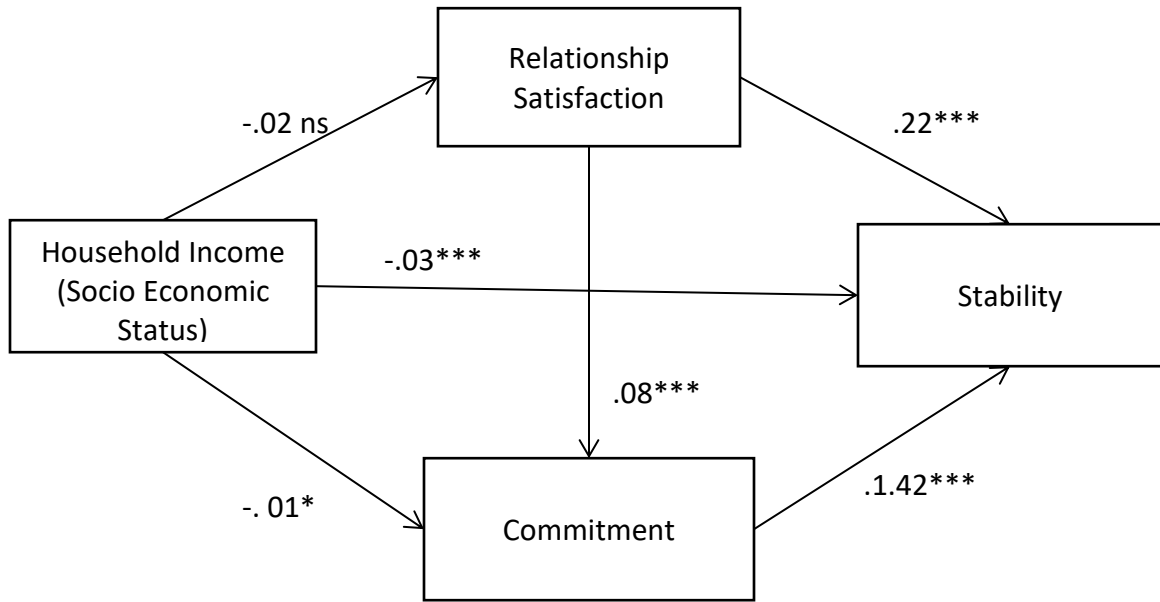 Relationship
Satisfaction
-.02 ns
.22***
Household Income
(Socio Economic
Status)
-.03***
Stability
.08***
-. 01*
.1.42***
Commitment